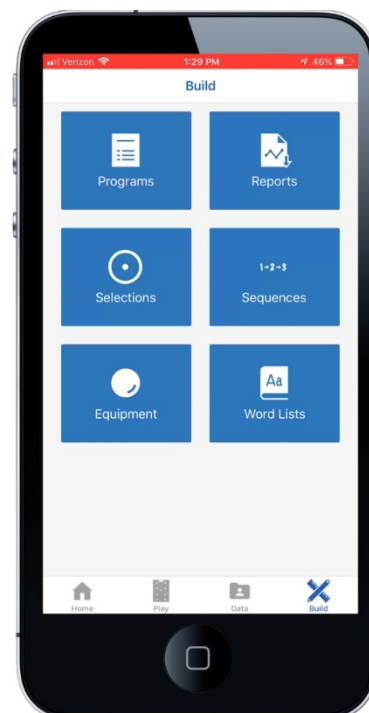 Verizon 1:29 PM 46%
Build
Programs Reports
1-2-3
Selections Sequences
Aa
Equipment Word Lists
Home Play Data Build